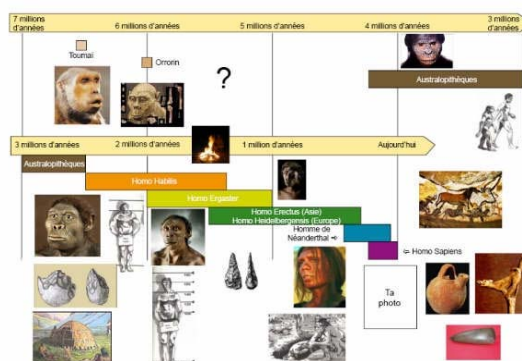 7 millions
d'années
6 millions d'années
5 millions d'années
4 millions d'années
3 millions
d'années
Toumaï
Orrorin
?
Australopithèques
3 millions d'années
2 millions d'années
1 million d'années
Aujourd'hui
Australopithèques
Homo Habilis
Homo Ergaster
Homo Erectus (Asie)
Homo Heidelbergensis (Europe)
Homme de
Néanderthal ⇨
⇦ Homo Sapiens
Ta
photo